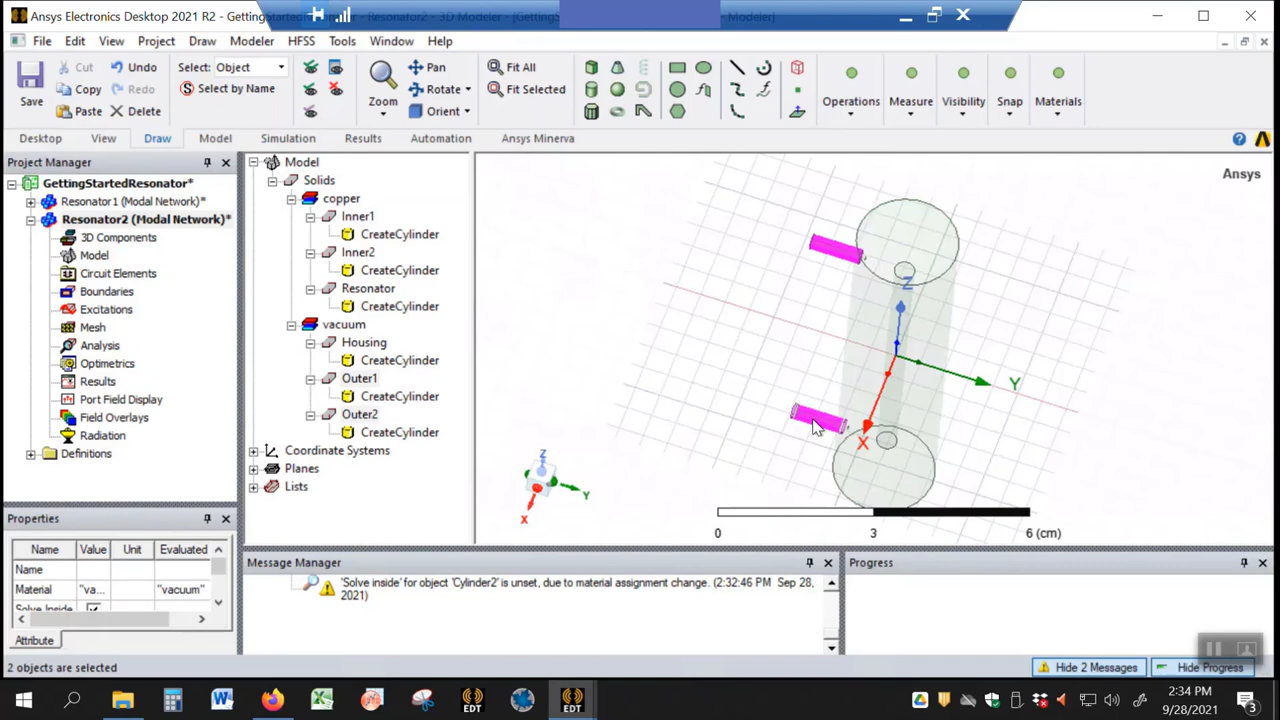 Ansys Electronics Desktop 2021 R2 - GettingStartedResonator - Resonator2 - 3D Modeler - [GettingS
- Modeler]
File Edit View Project Draw Modeler HFSS Tools Window Help
Save
Cut
Copy
Paste
Undo
Redo
Delete
Select: Object
Select by Name
Zoom
Pan
Rotate
Orient
Fit All
Fit Selected
Operations
Measure
Visibility
Snap
Materials
Desktop View Draw Model Simulation Results Automation Ansys Minerva
Project Manager
GettingStartedResonator*
Resonator1 (Modal Network)*
Resonator2 (Modal Network)*
3D Components
Model
Circuit Elements
Boundaries
Excitations
Mesh
Analysis
Optimetrics
Results
Port Field Display
Field Overlays
Radiation
Definitions
Model
Solids
copper
Inner1
CreateCylinder
Inner2
CreateCylinder
Resonator
CreateCylinder
vacuum
Housing
CreateCylinder
Outer1
CreateCylinder
Outer2
CreateCylinder
Coordinate Systems
Planes
Lists
Ansys
Z
Y
X
Z
Y
X
0 3 6 (cm)
Properties
Name Value Unit Evaluated
Name
Material "va... "vacuum"
Solve Inside
Attribute
Message Manager
'Solve inside' for object 'Cylinder2' is unset, due to material assignment change. (2:32:46 PM Sep 28,
2021)
Progress
2 objects are selected
Hide 2 Messages
Hide Progress
EDT
EDT
2:34 PM
9/28/2021
3